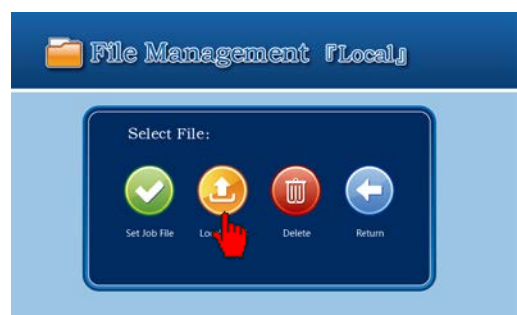 File Management 『Local』
Select File:
Set Job File
Delete
Return